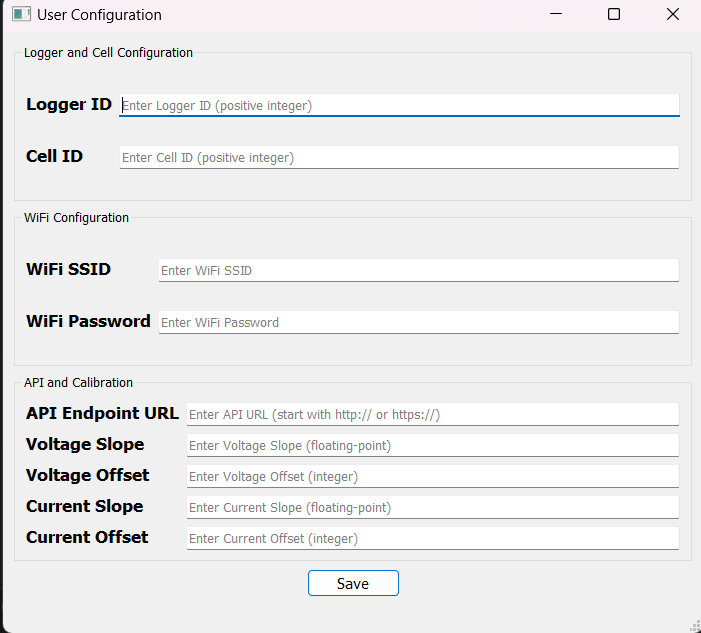 User Configuration
Logger and Cell Configuration
Logger ID Enter Logger ID (positive integer)
Cell ID Enter Cell ID (positive integer)
WiFi Configuration
WiFi SSID Enter WiFi SSID
WiFi Password Enter WiFi Password
API and Calibration
API Endpoint URL Enter API URL (start with http:// or https://)
Voltage Slope Enter Voltage Slope (floating-point)
Voltage Offset Enter Voltage Offset (integer)
Current Slope Enter Current Slope (floating-point)
Current Offset Enter Current Offset (integer)
Save